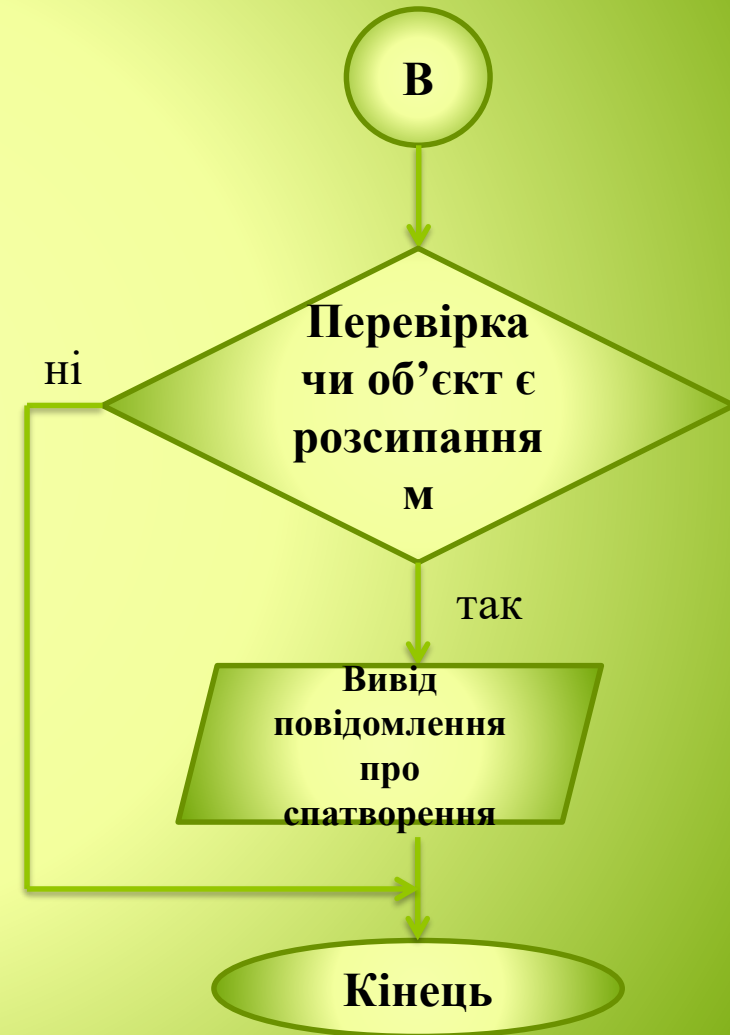 В
Перевірка
чи об’єкт є
розсипання
м
ні
так
Вивід
повідомлення
про
спатворення
Кінець